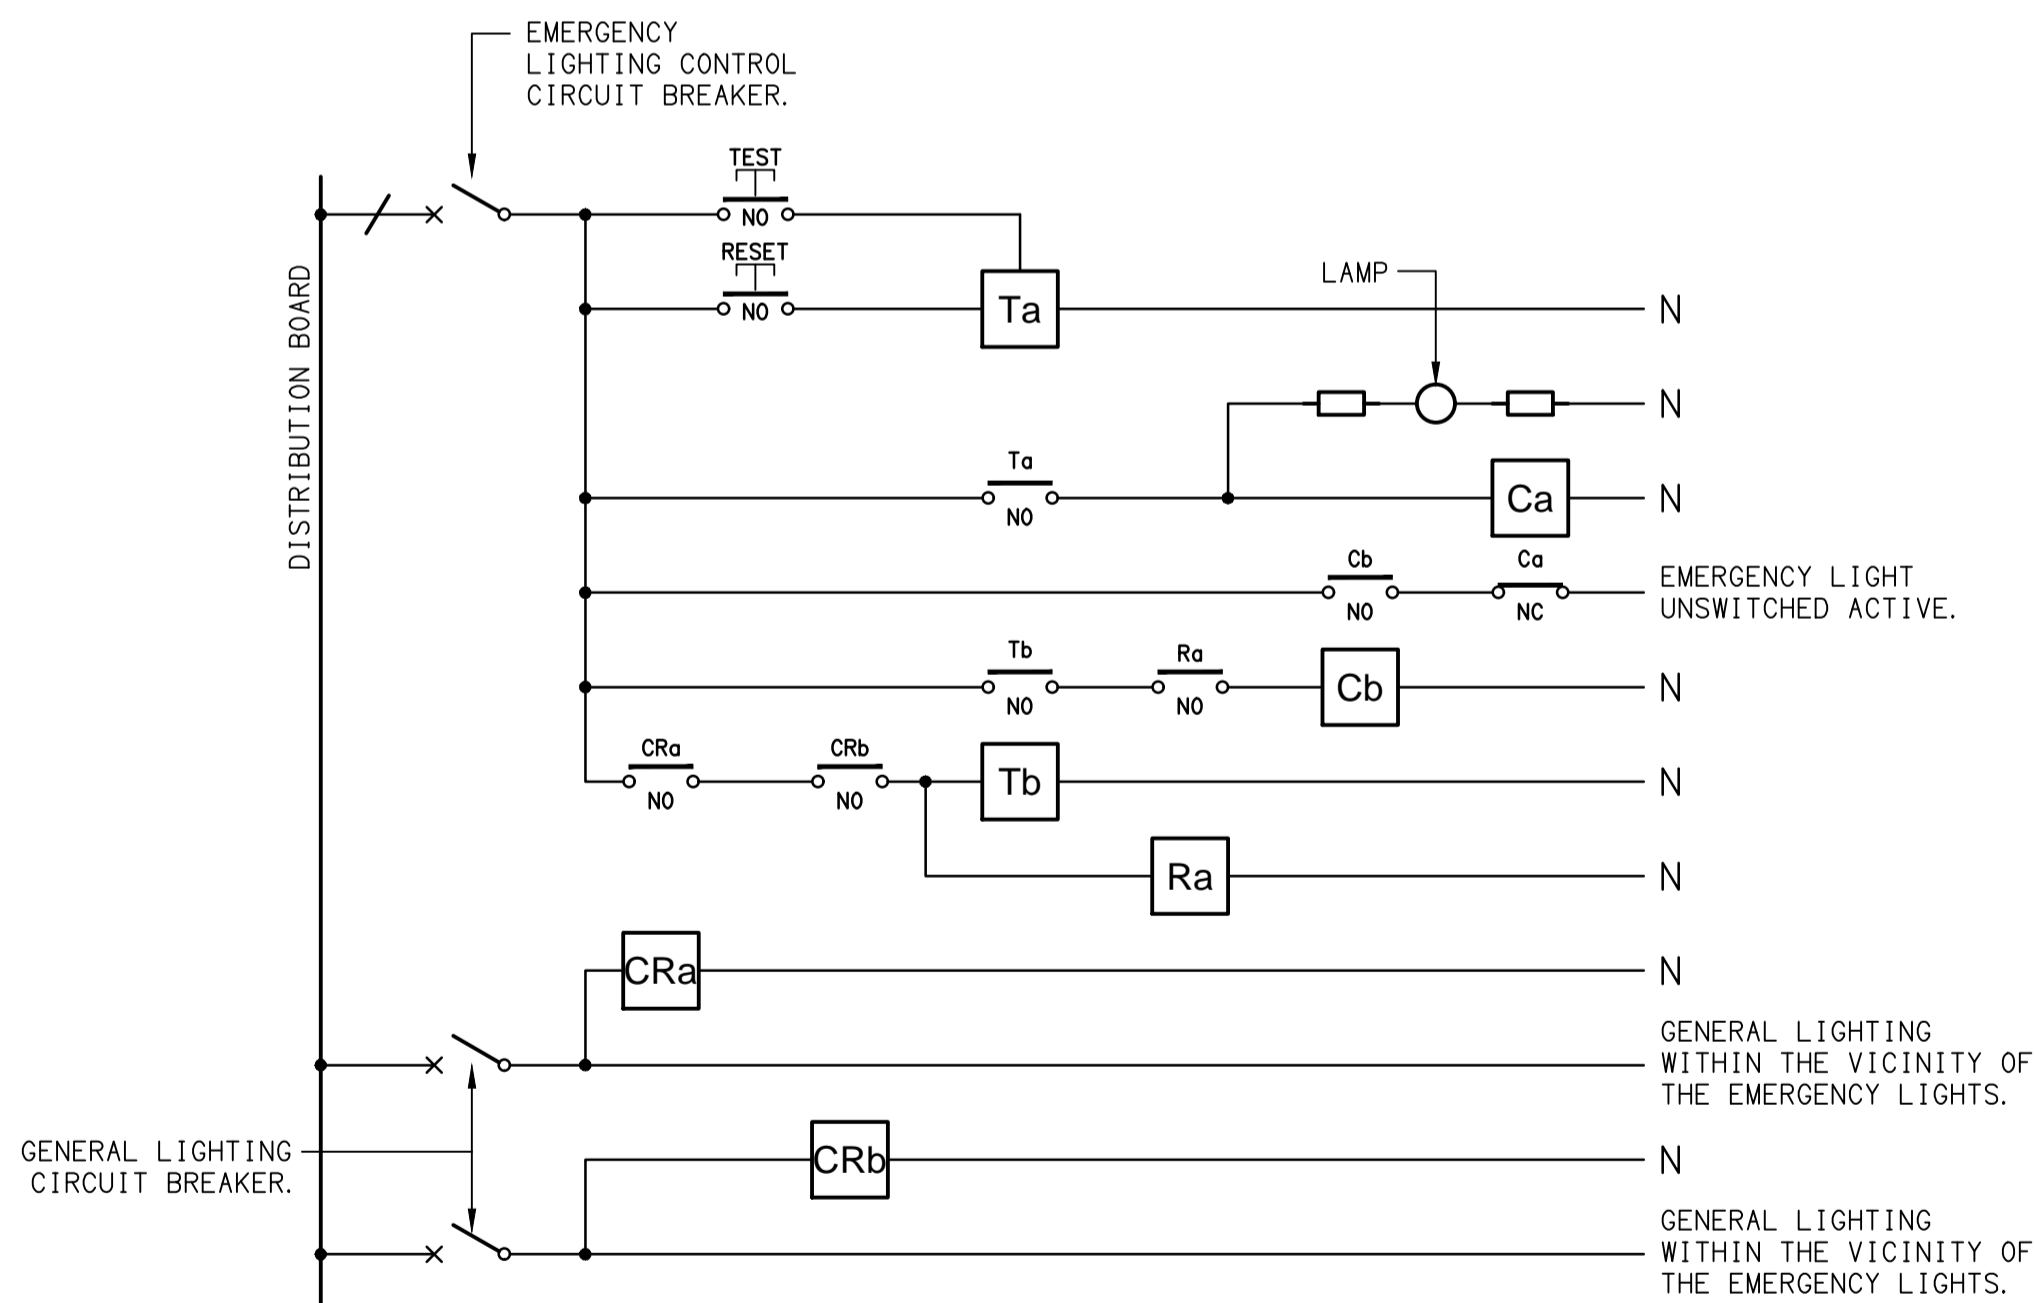 EMERGENCY
LIGHTING CONTROL
CIRCUIT BREAKER.
TEST
NO
RESET
NO
DISTRIBUTION BOARD
Ta
N
LAMP
N
Ta
NO
Ca
N
Cb
NO
Ca
NC
EMERGENCY LIGHT
UNSWITCHED ACTIVE.
Tb
NO
Ra
NO
Cb
N
CRa
NO
CRb
NO
Tb
N
Ra
N
CRa
N
GENERAL LIGHTING
WITHIN THE VICINITY OF
THE EMERGENCY LIGHTS.
GENERAL LIGHTING
CIRCUIT BREAKER.
CRb
N
GENERAL LIGHTING
WITHIN THE VICINITY OF
THE EMERGENCY LIGHTS.